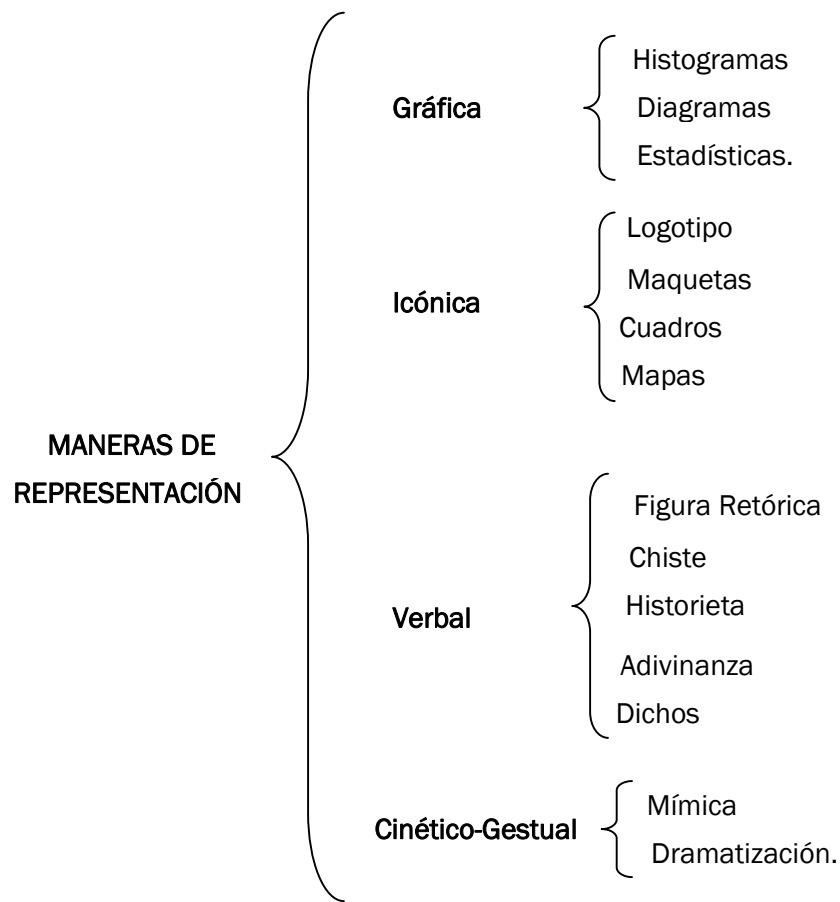 MANERAS DE
REPRESENTACIÓN
Gráfica
Histogramas
Diagramas
Estadísticas.
Icónica
Logotipo
Maquetas
Cuadros
Mapas
Verbal
Figura Retórica
Chiste
Historieta
Adivinanza
Dichos
Cinético-Gestual
Mímica
Dramatización.